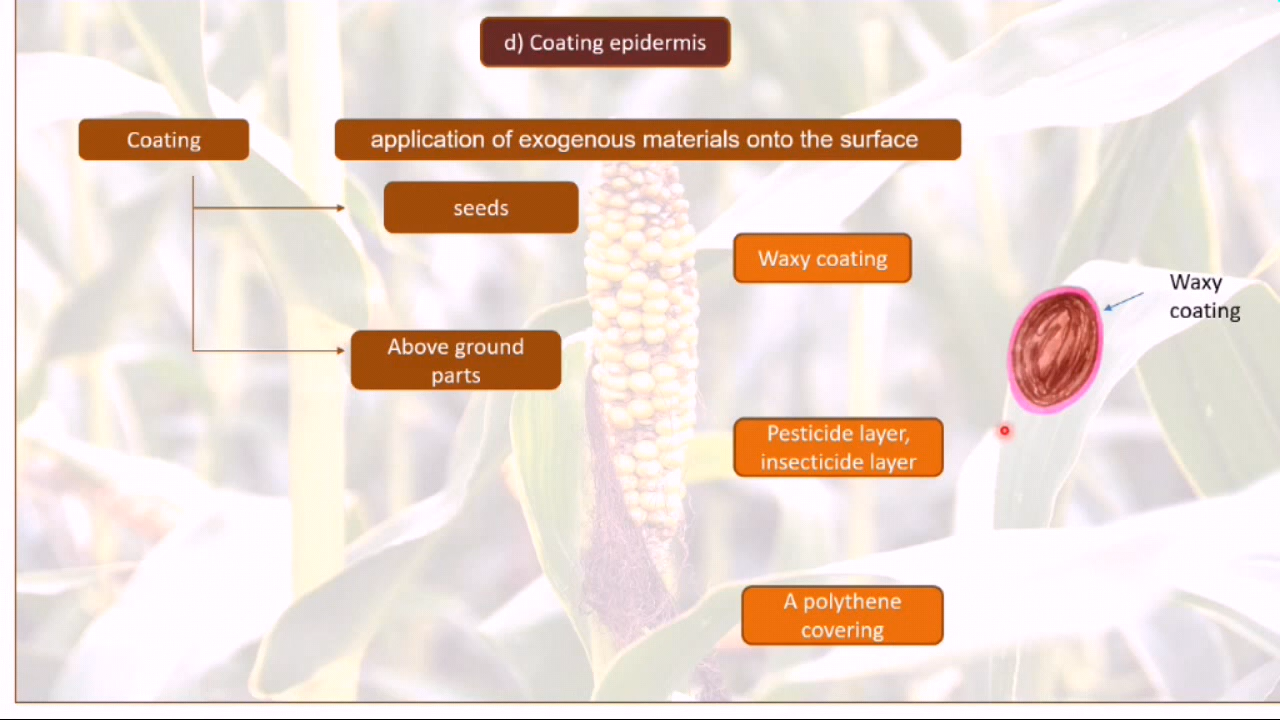 d) Coating epidermis
Coating
application of exogenous materials onto the surface
seeds
Waxy coating
Waxy
coating
Above ground
parts
Pesticide layer,
insecticide layer
A polythene
covering